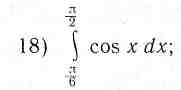 18) ∫_{π/6}^{π/2} cos x dx;